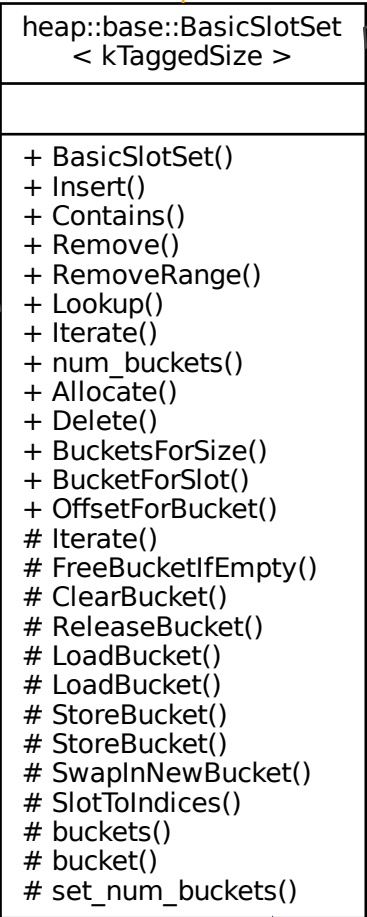 heap::base::BasicSlotSet
< kTaggedSize >
+ BasicSlotSet()
+ Insert()
+ Contains()
+ Remove()
+ RemoveRange()
+ Lookup()
+ Iterate()
+ num_buckets()
+ Allocate()
+ Delete()
+ BucketsForSize()
+ BucketForSlot()
+ OffsetForBucket()
# Iterate()
# FreeBucketIfEmpty()
# ClearBucket()
# ReleaseBucket()
# LoadBucket()
# LoadBucket()
# StoreBucket()
# StoreBucket()
# SwapInNewBucket()
# SlotToIndices()
# buckets()
# bucket()
# set_num_buckets()